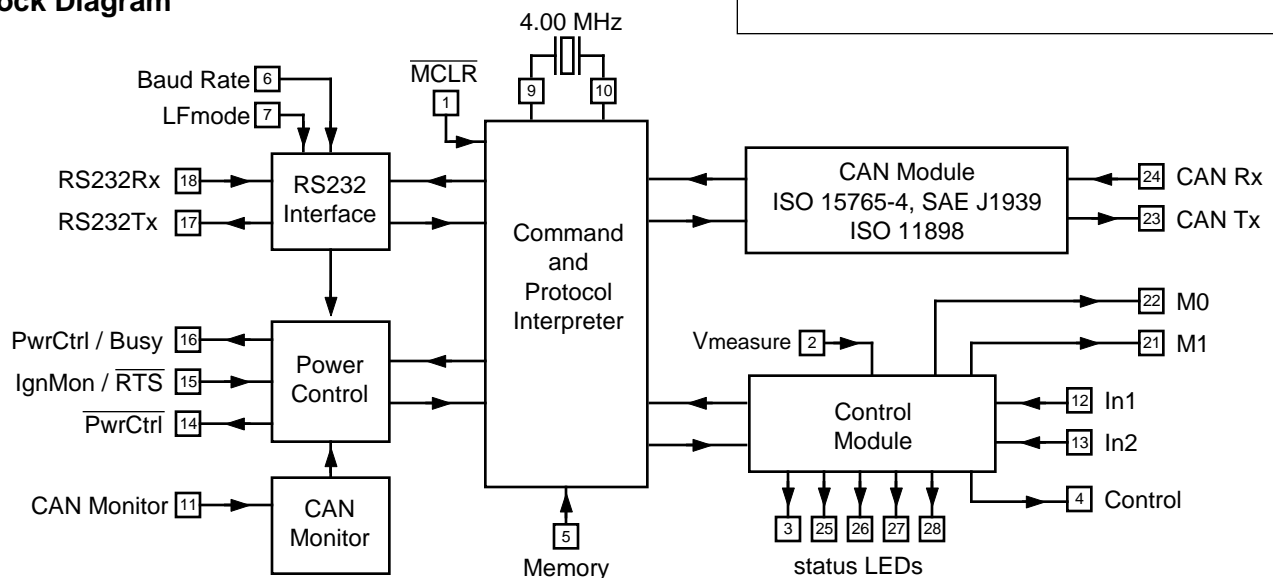 ock Diagram
4.00 MHz
MCLR
Baud Rate 6
LFmode 7
1
9
10
RS232Rx 18
RS232Tx 17
RS232
Interface
Command
and
Protocol
Interpreter
CAN Module
ISO 15765-4, SAE J1939
ISO 11898
24 CAN Rx
23 CAN Tx
PwrCtrl / Busy 16
IgnMon / RTS 15
PwrCtrl 14
Power
Control
Vmeasure 2
22 M0
21 M1
Control
Module
12 In1
13 In2
4 Control
CAN Monitor 11
CAN
Monitor
5
Memory
3 25 26 27 28
status LEDs